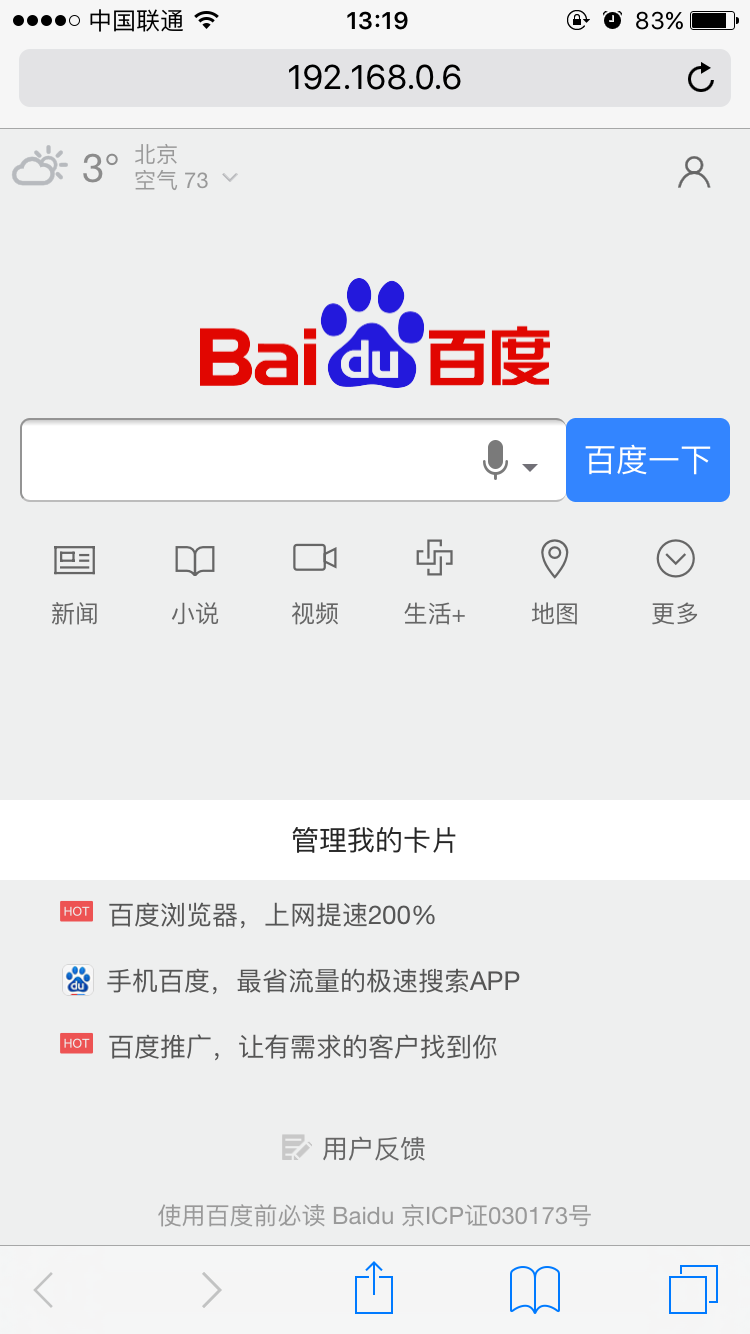 中国联通 13:19 83%
192.168.0.6
3° 北京
空气 73
Bai du 百度
百度一下
新闻 小说 视频 生活+ 地图 更多
管理我的卡片
HOT 百度浏览器，上网提速200%
du 手机百度，最省流量的极速搜索APP
HOT 百度推广，让有需求的客户找到你
用户反馈
使用百度前必读 Baidu 京ICP证030173号